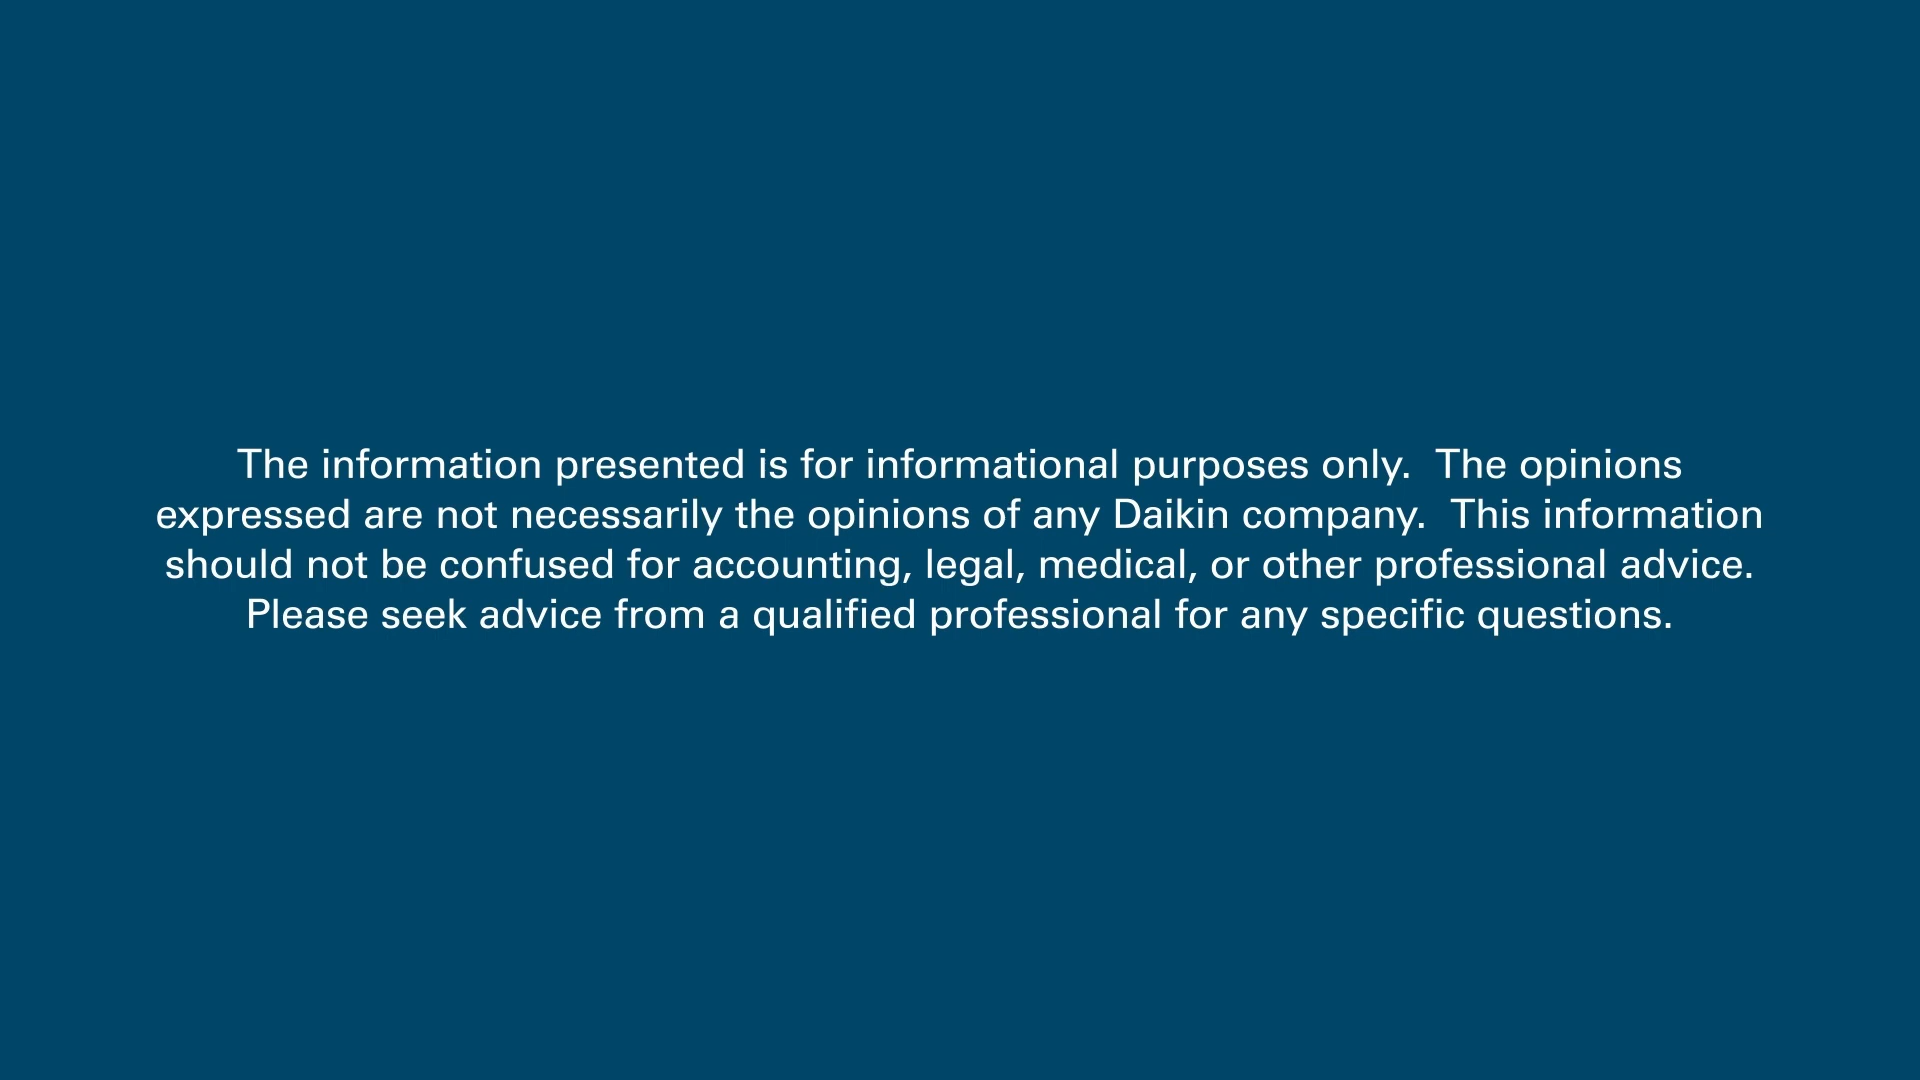 The information presented is for informational purposes only.  The opinions
expressed are not necessarily the opinions of any Daikin company.  This information
should not be confused for accounting, legal, medical, or other professional advice.
Please seek advice from a qualified professional for any specific questions.